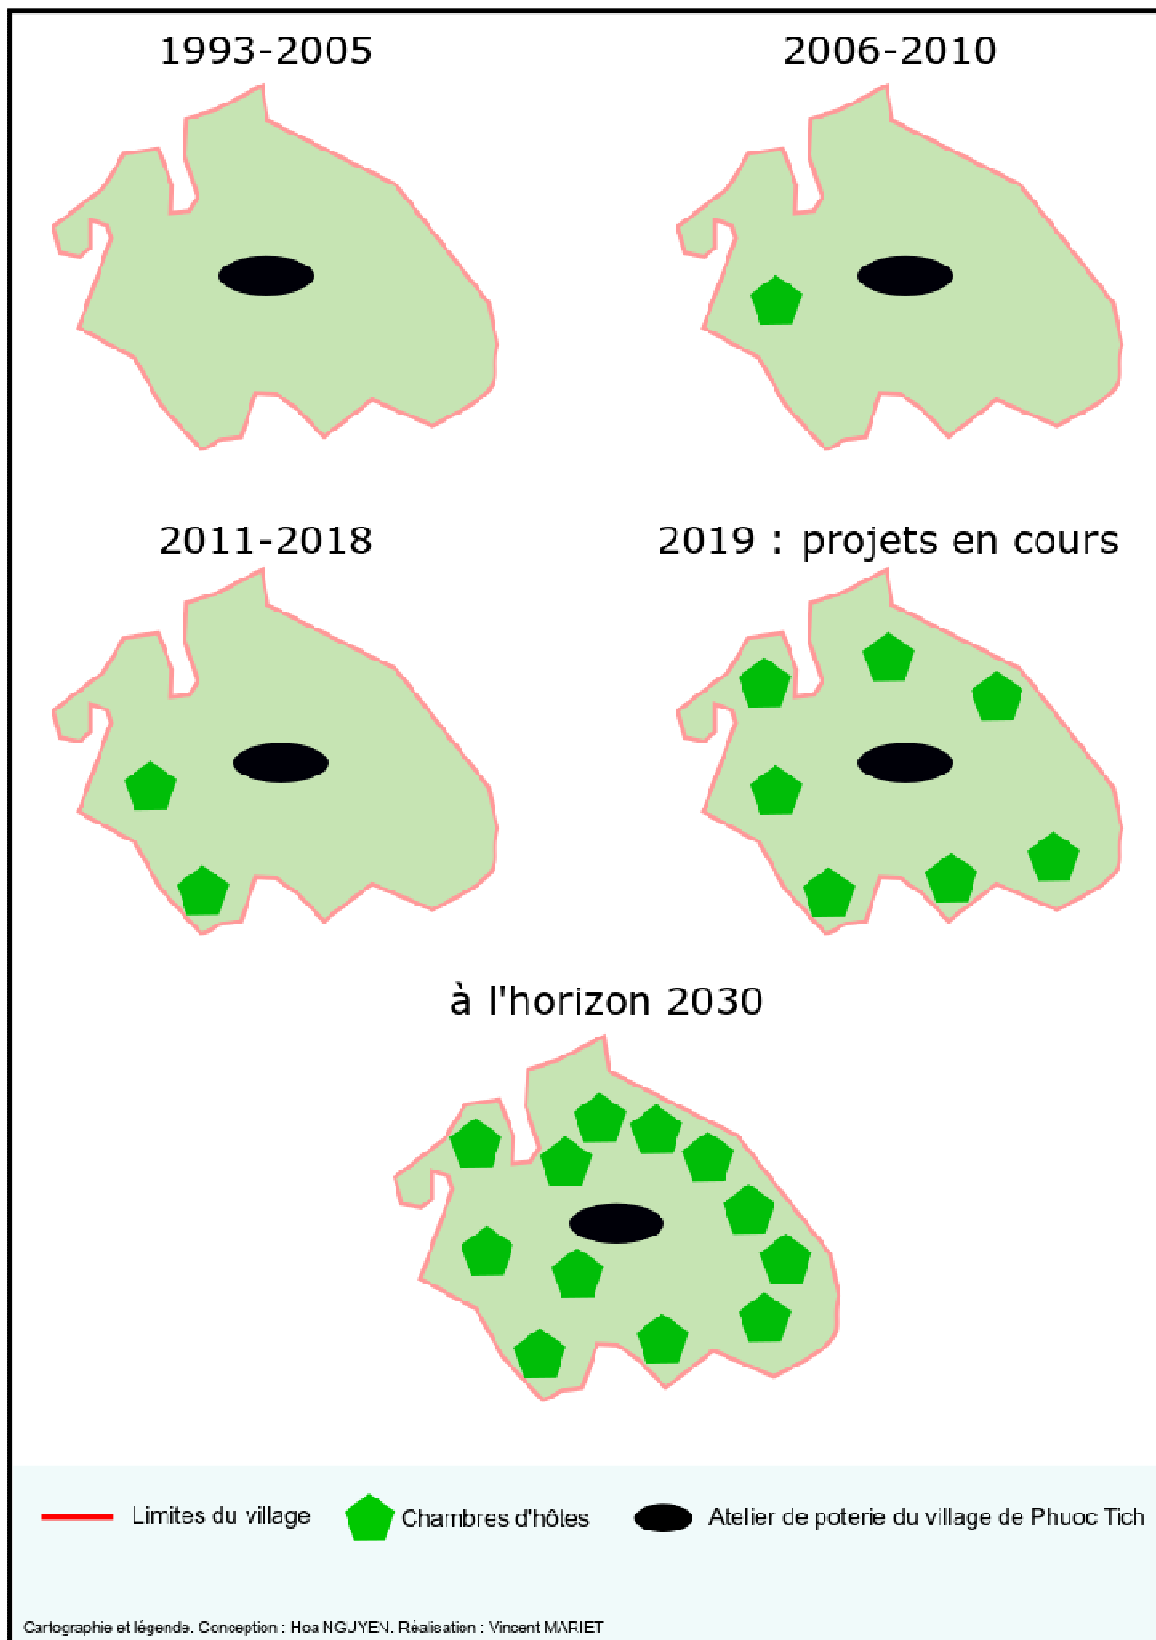 1993-2005
2006-2010
2011-2018
2019 : projets en cours
à l'horizon 2030
Limites du village
Chambres d'hôtes
Atelier de poterie du village de Phuoc Tich
Cartographie et légende. Conception : Hoa NGUYEN. Réalisation : Vincent MARIET